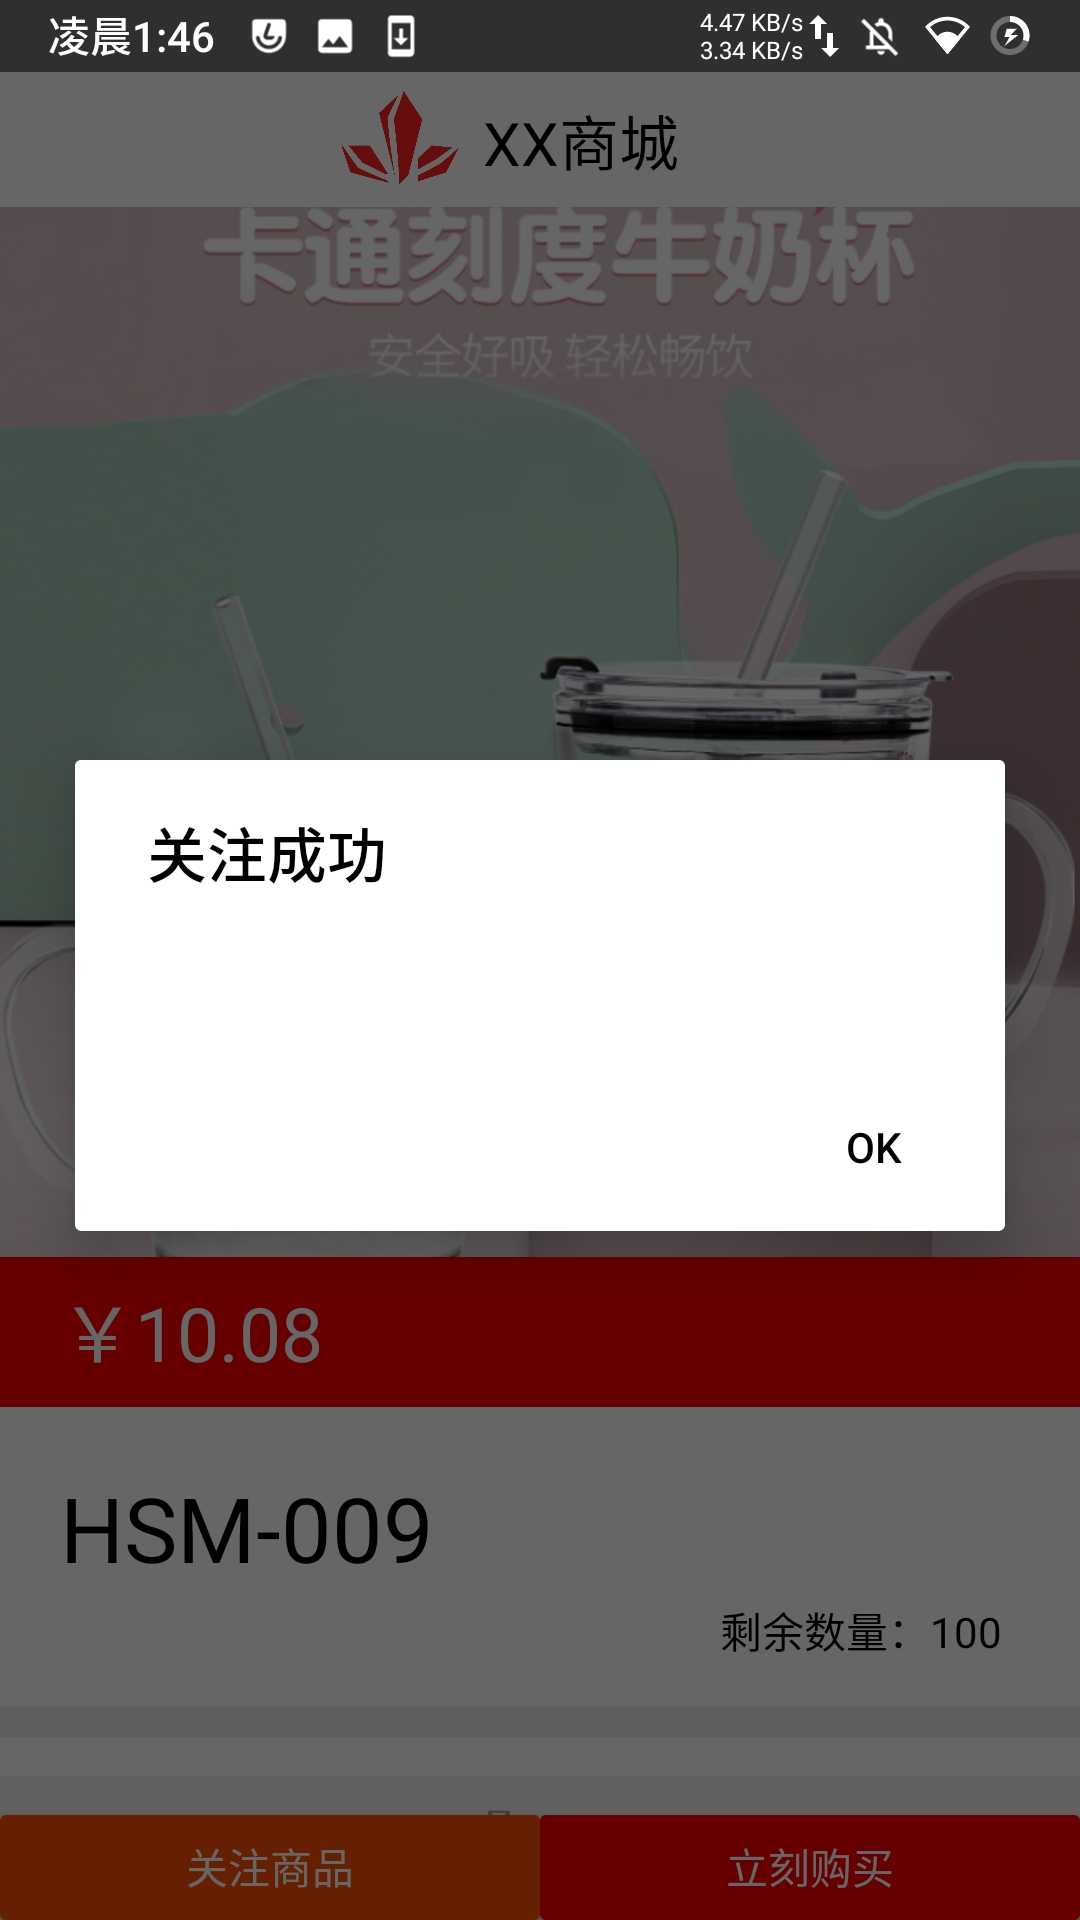 凌晨1:46
4.47 KB/s
3.34 KB/s
XX商城
卡通刻度牛奶杯
安全好吸 轻松畅饮
关注成功
OK
￥10.08
HSM-009
剩余数量：100
关注商品
立刻购买